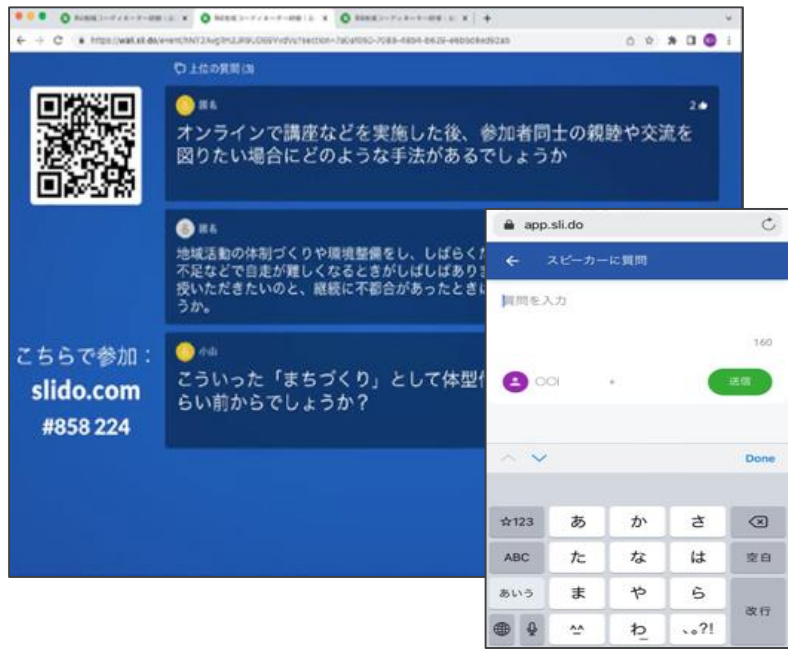 wall.sli.do
上位の質問 (3)
匿名
2
オンラインで講座などを実施した後、参加者同士の親睦や交流を
図りたい場合にどのような手法があるでしょうか
匿名
地域活動の体制づくりや環境整備をし、しばらく
不足などで自走が難しくなるときがしばしばあり
授いただきたいのと、継続に不都合があったときに
うか。
小山
こういった「まちづくり」として体型
らい前からでしょうか？
こちらで参加：
slido.com
#858 224
app.sli.do
スピーカーに質問
質問を入力
160
送信
Done
☆123
あ
か
さ
ABC
た
な
は
空白
あいう
ま
や
ら
改行
^^
わ
、。?!